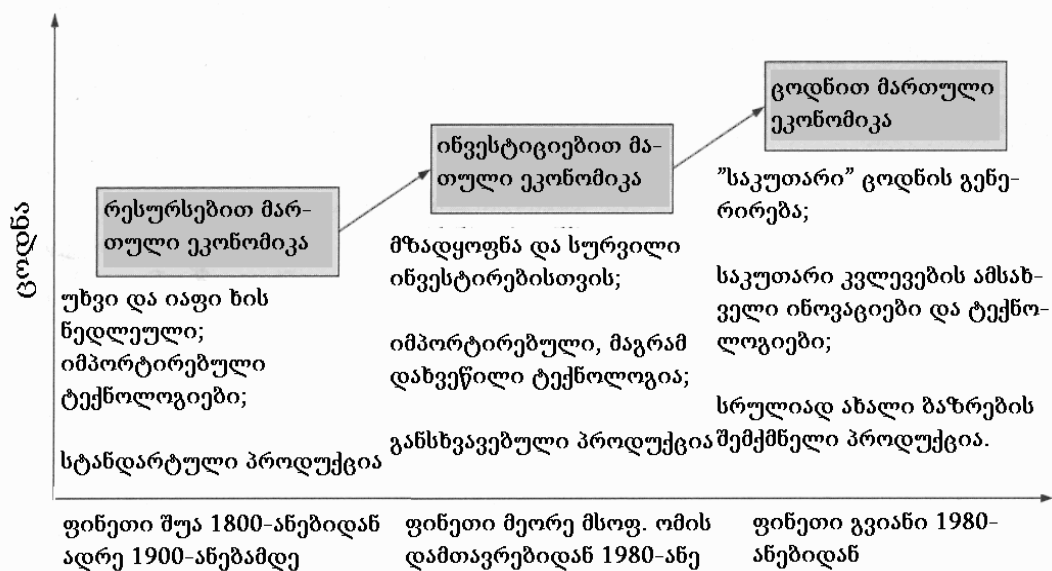 ცოდნა
რესურსებით მარ-
თული ეკონომიკა
უხვი და იაფი ხის
ნედლეული;
იმპორტირებული
ტექნოლოგიები;
სტანდარტული პროდუქცია
ფინეთი შუა 1800-ანებიდან
ადრე 1900-ანებამდე
ინვესტიციებით მა-
თული ეკონომიკა
მზადყოფნა და სურვილი
ინვესტირებისთვის;
იმპორტირებული, მაგრამ
დახვეწილი ტექნოლოგია;
განსხვავებული პროდუქცია
ფინეთი მეორე მსოფ. ომის
დამთავრებიდან 1980-ანე
ცოდნით მართული
ეკონომიკა
”საკუთარი” ცოდნის გენე-
რირება;
საკუთარი კვლევების ამსახ-
ველი ინოვაციები და ტექნო-
ლოგიები;
სრულიად ახალი ბაზრების
შემქმნელი პროდუქცია.
ფინეთი გვიანი 1980-
ანებიდან